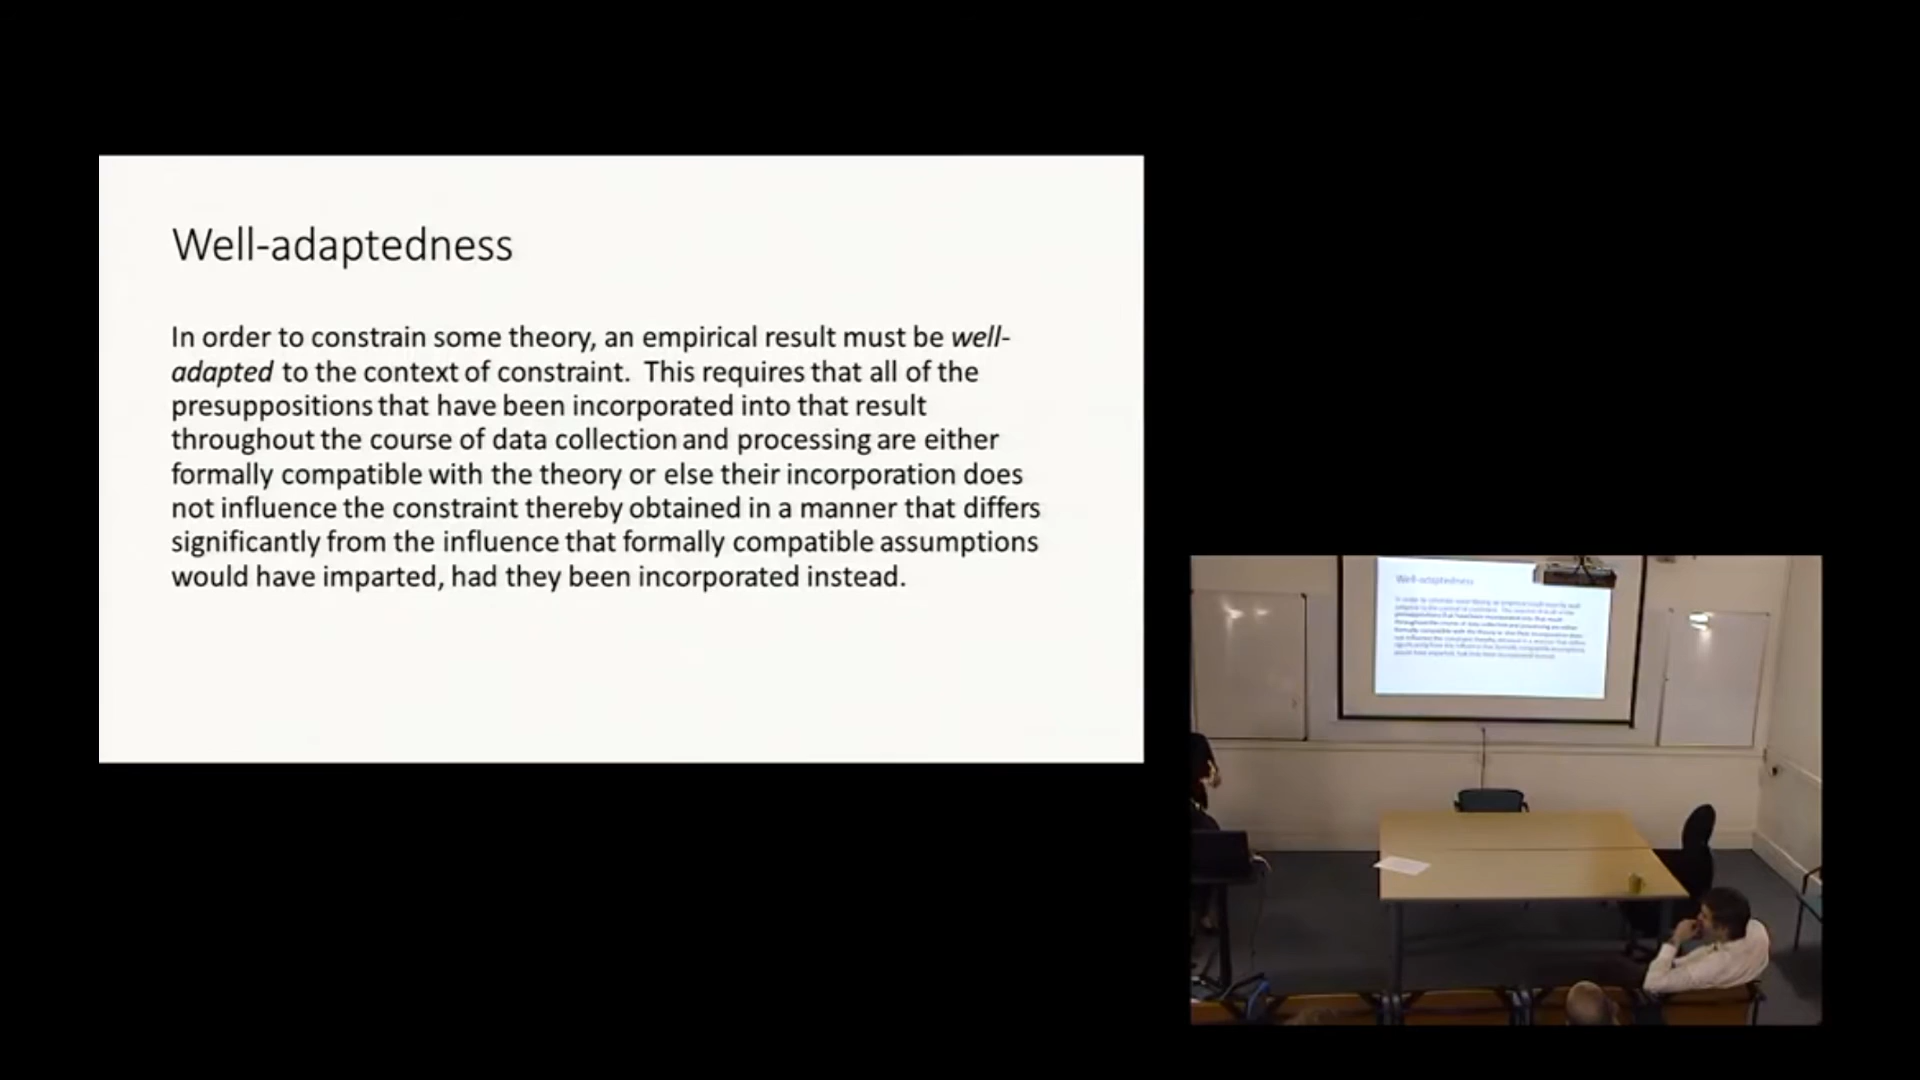 Well-adaptedness
In order to constrain some theory, an empirical result must be well-
adapted to the context of constraint. This requires that all of the
presuppositions that have been incorporated into that result
throughout the course of data collection and processing are either
formally compatible with the theory or else their incorporation does
not influence the constraint thereby obtained in a manner that differs
significantly from the influence that formally compatible assumptions
would have imparted, had they been incorporated instead.
Well-adaptedness